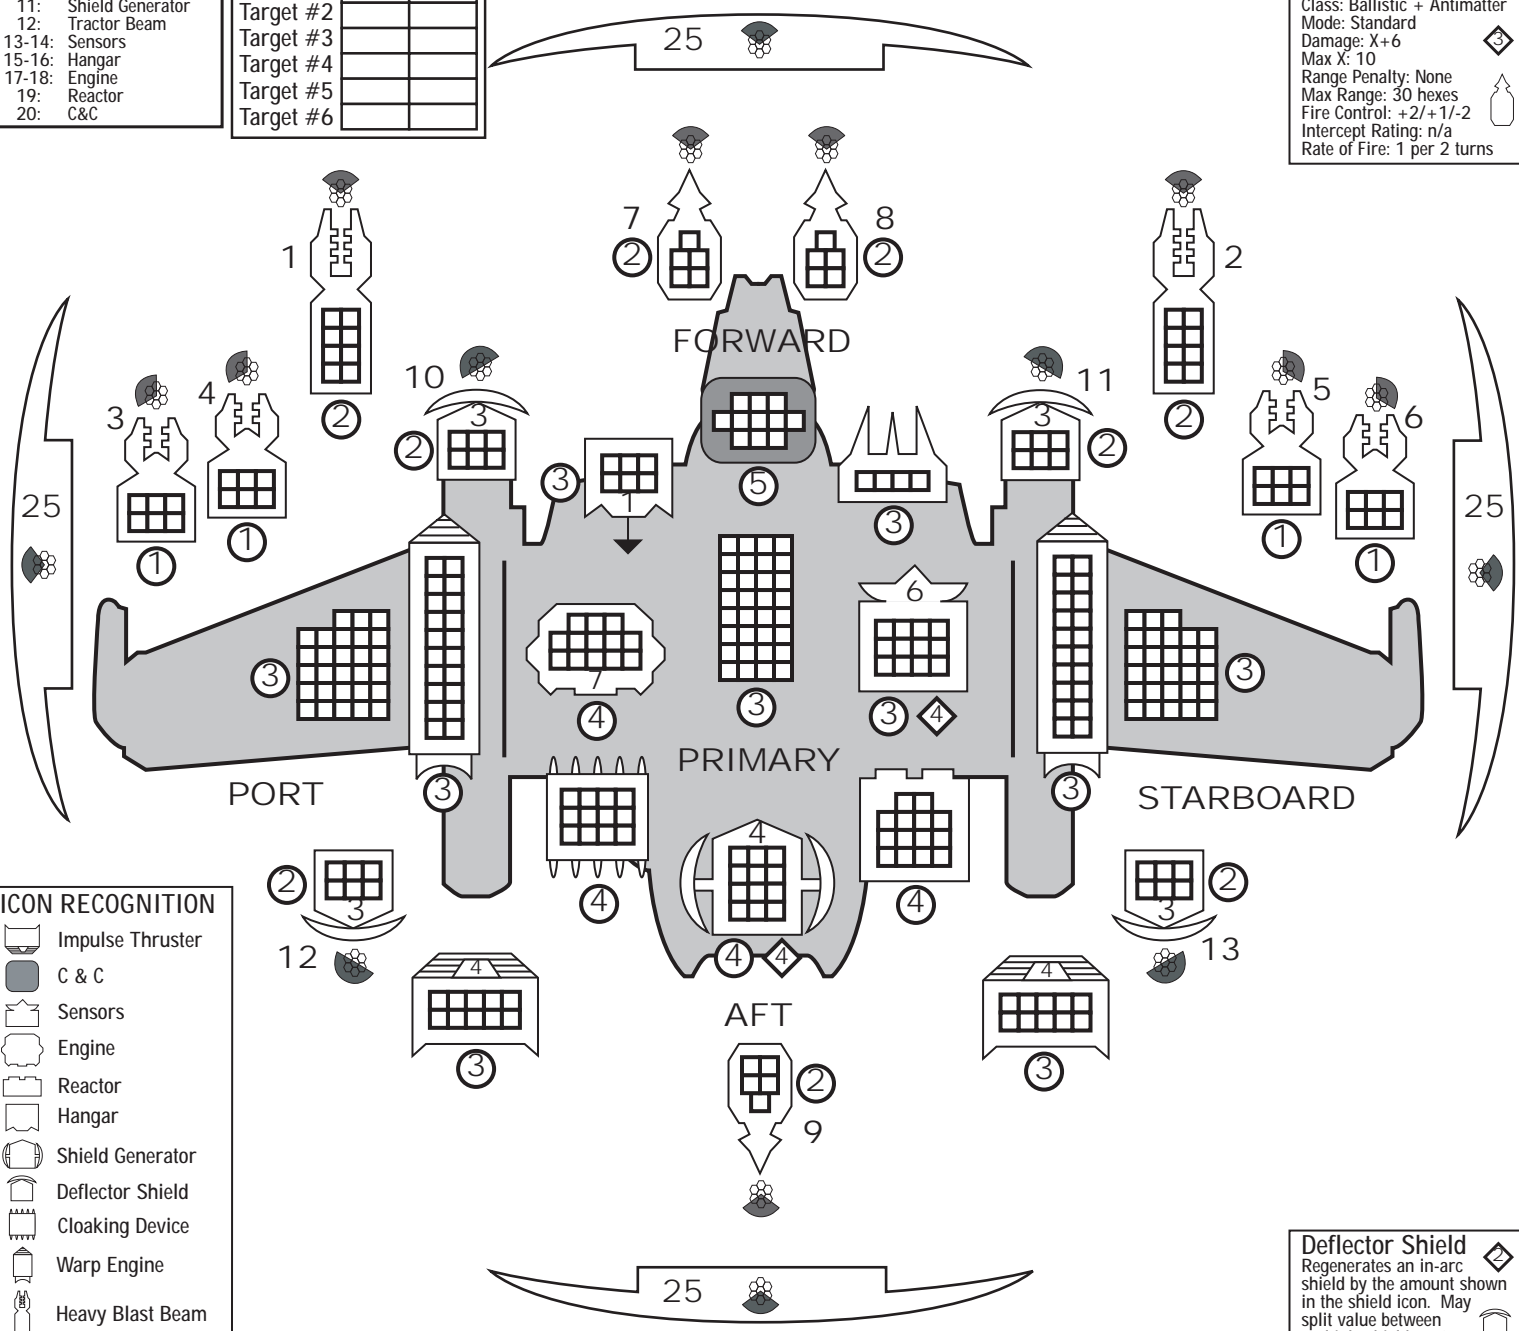 11: Shield Generator
12: Tractor Beam
13-14: Sensors
15-16: Hangar
17-18: Engine
19: Reactor
20: C&C
Target #2
Target #3
Target #4
Target #5
Target #6
25
Class: Ballistic + Antimatter
Mode: Standard
Damage: X+6
3
Max X: 10
Range Penalty: None
Max Range: 30 hexes
Fire Control: +2/+1/-2
Intercept Rating: n/a
Rate of Fire: 1 per 2 turns
7
8
2
2
1
2
FORWARD
10
11
4
5
3
6
3
3
2
2
2
2
3
1
5
3
25
25
1
1
1
1
6
7
3
3
4
3
3
4
PRIMARY
PORT
3
3
STARBOARD
4
2
3
4
4
3
2
12
13
4
4
4
4
3
3
AFT
2
9
ICON RECOGNITION
Impulse Thruster
C & C
Sensors
Engine
Reactor
Hangar
Shield Generator
Deflector Shield
Cloaking Device
Warp Engine
Heavy Blast Beam
25
Deflector Shield
2
Regenerates an in-arc
shield by the amount shown
in the shield icon. May
split value between